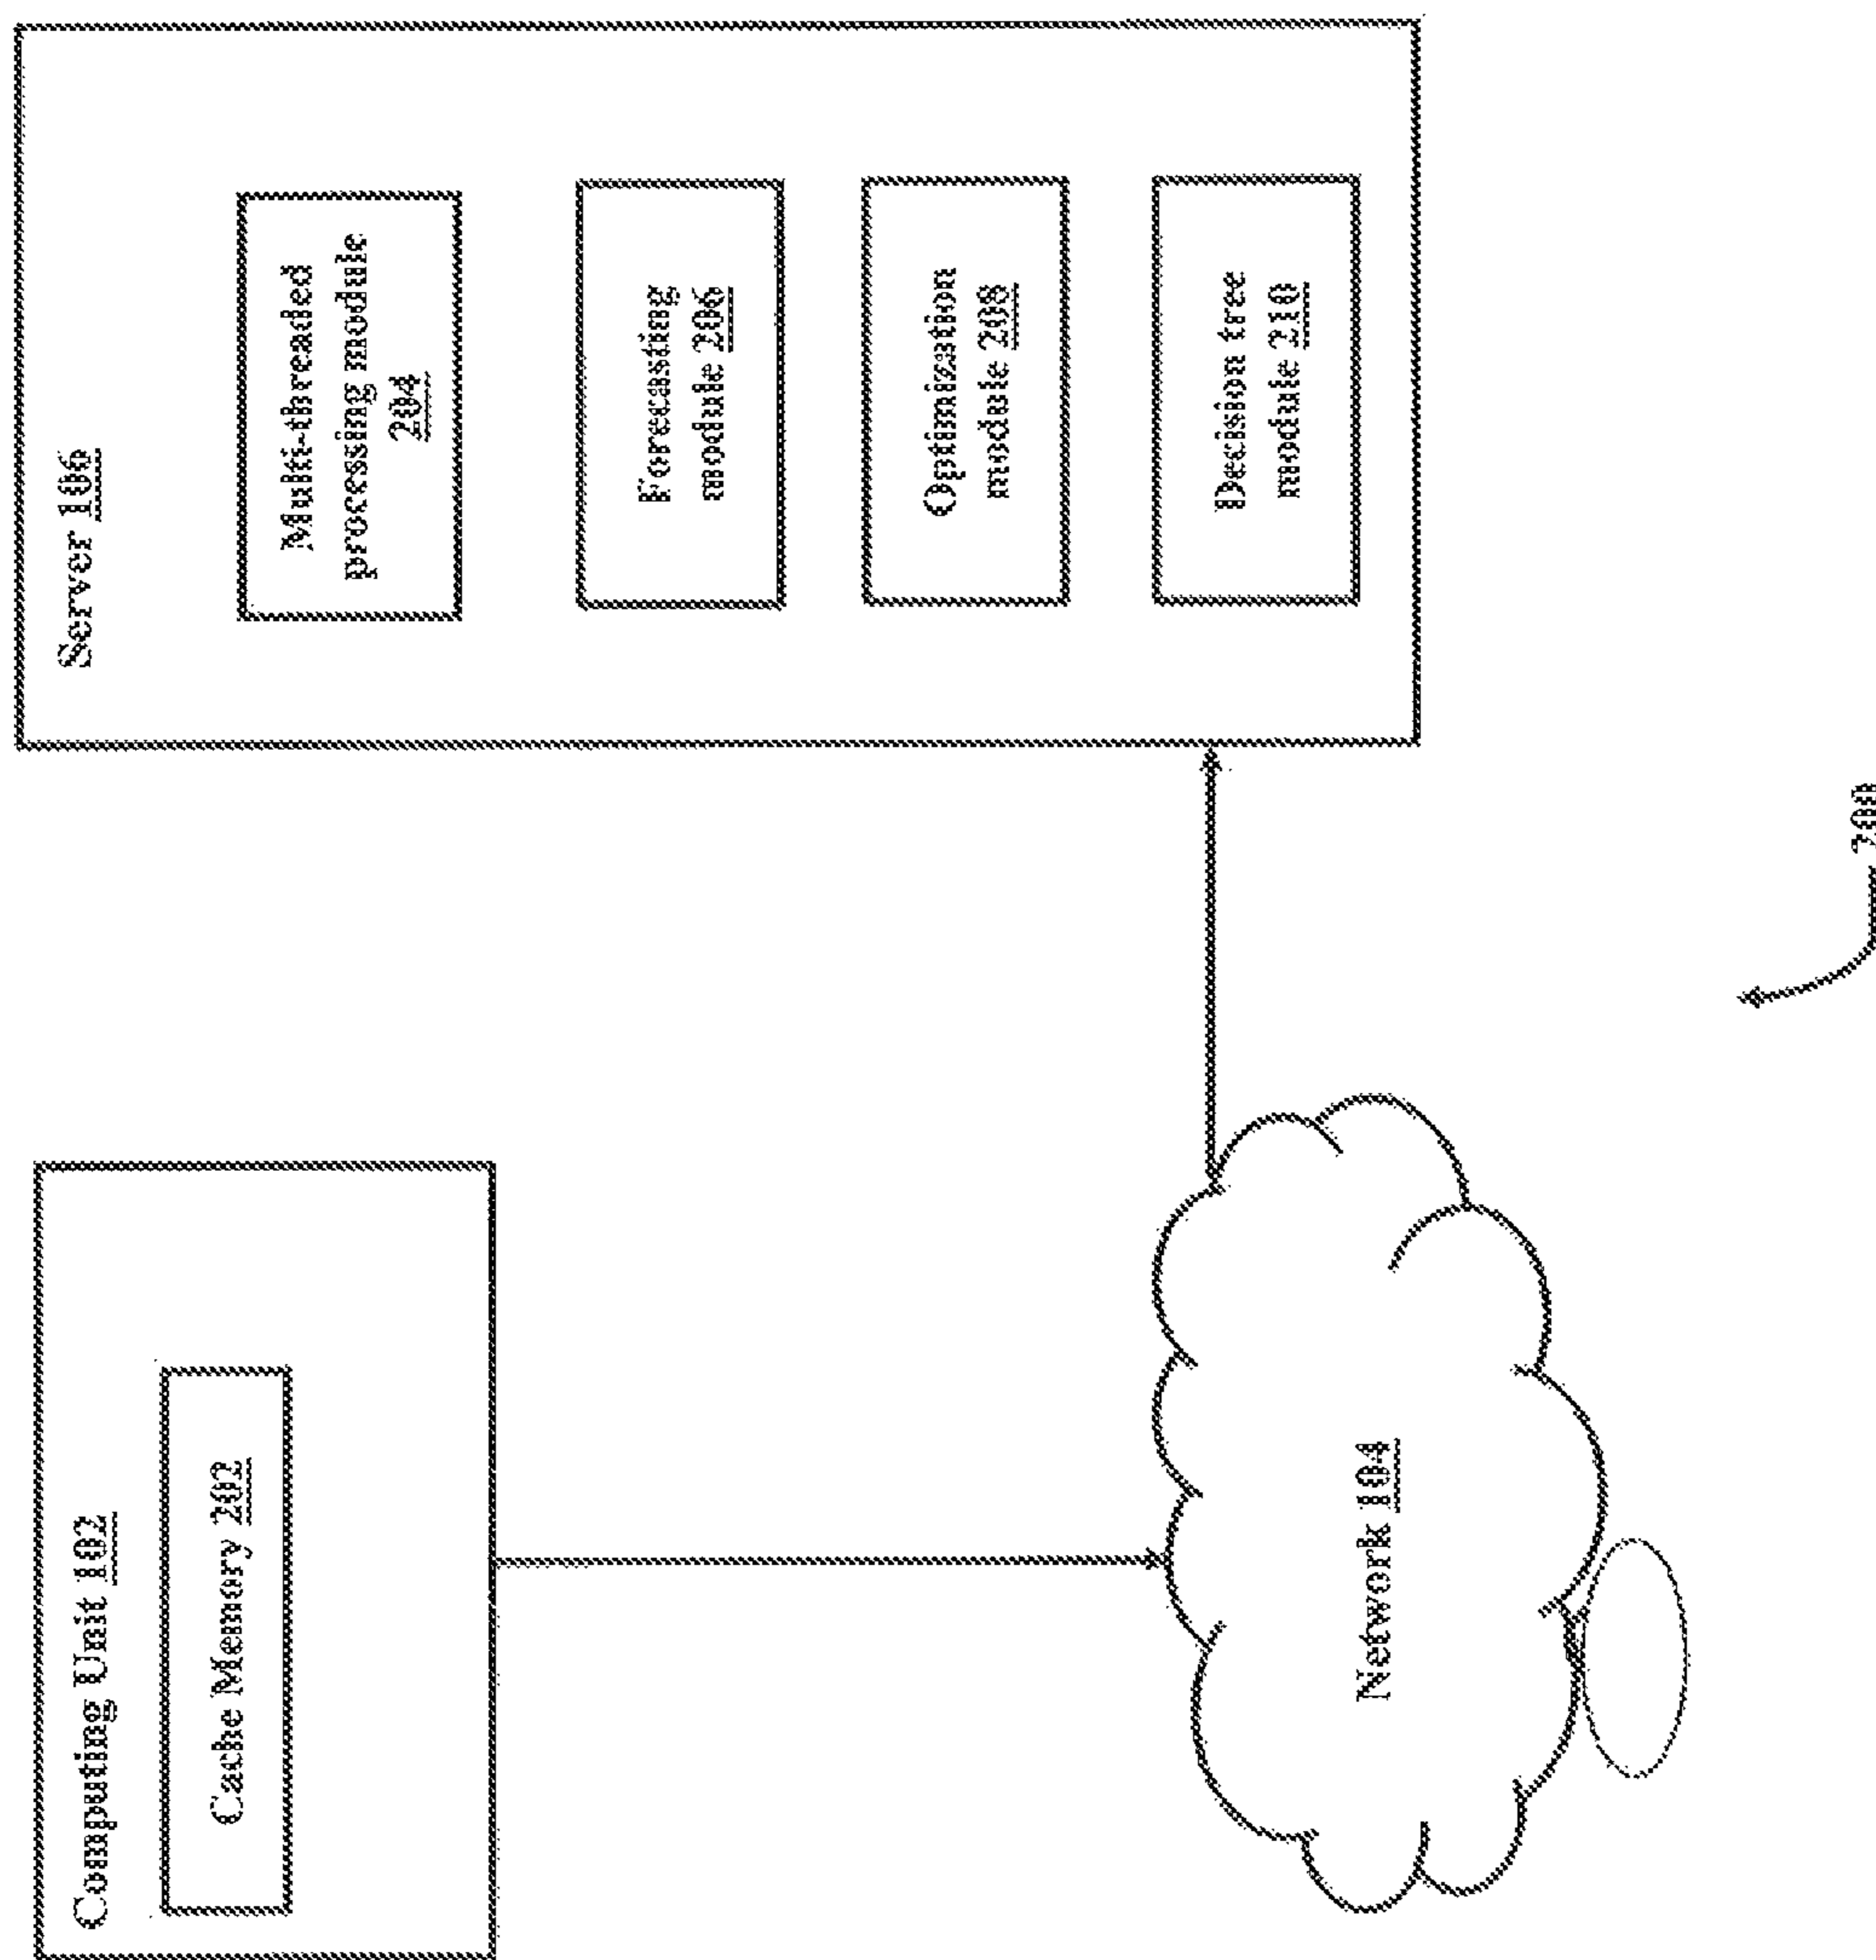 Computing Unit 102
Cache Memory 202
Network 104
Server 106
Multi-threaded
processing module
204
Forecasting
module 206
Optimization
module 208
Decision tree
module 210
200